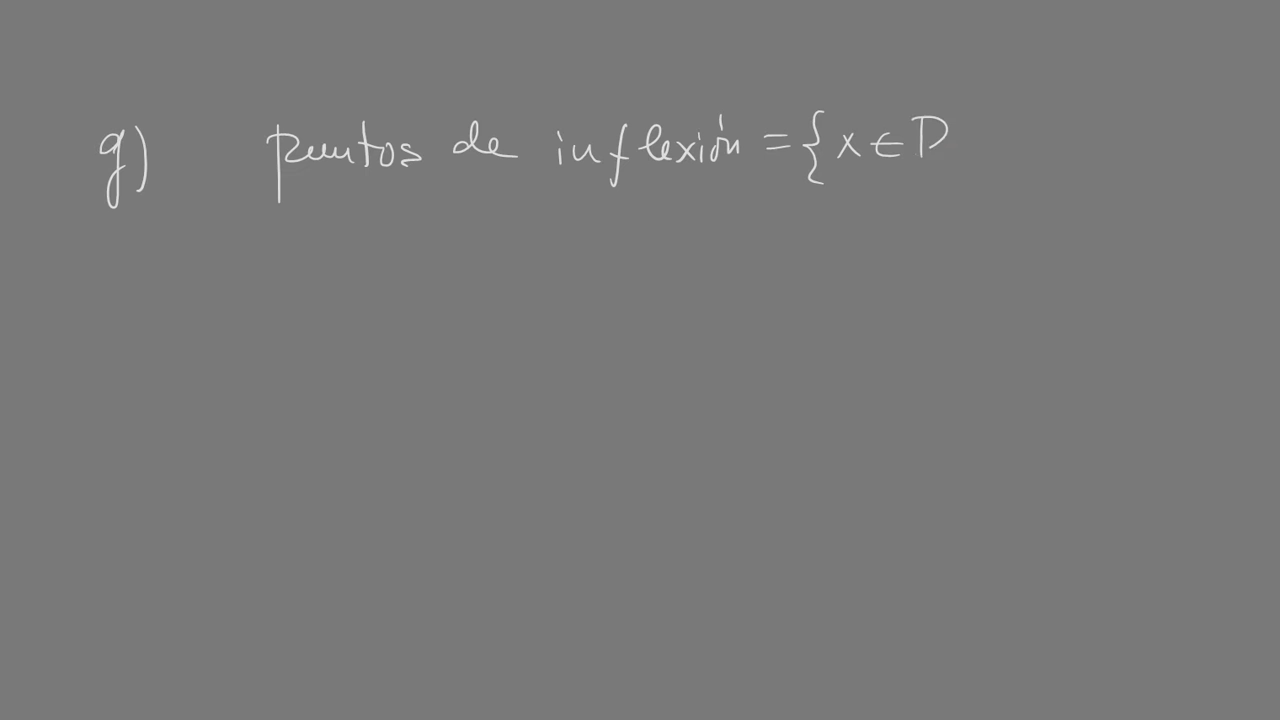 g) puntos de inflexión = { x ∈ D